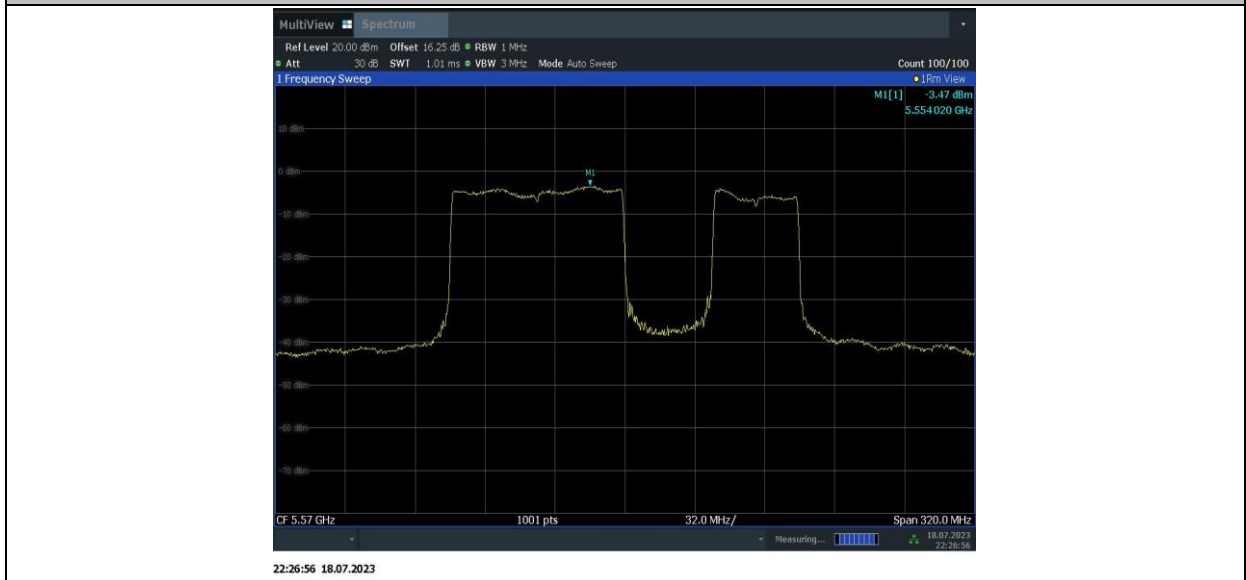 MultiView Spectrum
Ref Level 20.00 dBm Offset 16.25 dB RBW 1 MHz
Att 30 dB SWT 1.01 ms VBW 3 MHz Mode Auto Sweep Count 100/100
1 Frequency Sweep 1Rm View
M1[1] -3.47 dBm
5.554020 GHz
10 dBm
0 dBm
M1
-10 dBm
-20 dBm
-30 dBm
-40 dBm
-50 dBm
-60 dBm
-70 dBm
CF 5.57 GHz 1001 pts 32.0 MHz/ Span 320.0 MHz
Measuring... 18.07.2023
22:26:56
22:26:56 18.07.2023